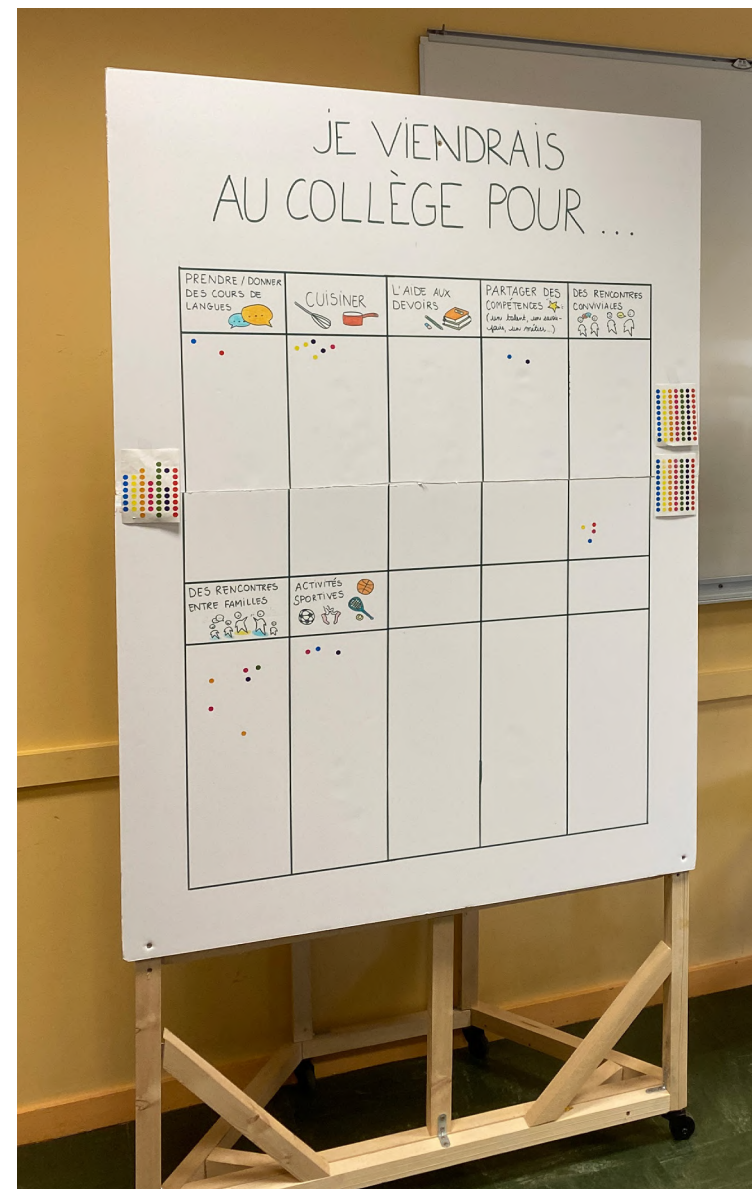 JE VIENDRAIS
AU COLLÈGE POUR ...
PRENDRE / DONNER
DES COURS DE
LANGUES
CUISINER
L'AIDE AUX
DEVOIRS
PARTAGER DES
COMPÉTENCES
(un talent, un savoir-
faire, un métier...)
DES RENCONTRES
CONVIVIALES
DES RENCONTRES
ENTRE FAMILLES
ACTIVITÉS
SPORTIVES